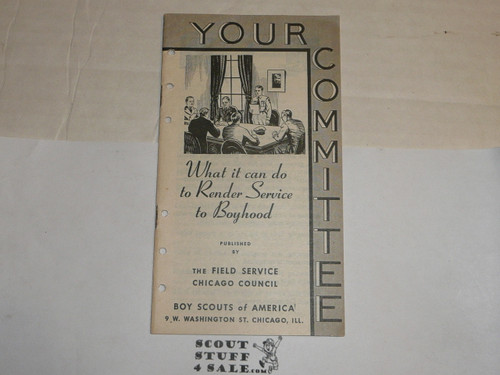 YOUR
COMMITTEE
What it can do
to Render Service
to Boyhood
PUBLISHED
BY
THE FIELD SERVICE
CHICAGO COUNCIL
BOY SCOUTS of AMERICA
9 W. WASHINGTON ST. CHICAGO, ILL.
SCOUT
STUFF
4 SALE.com